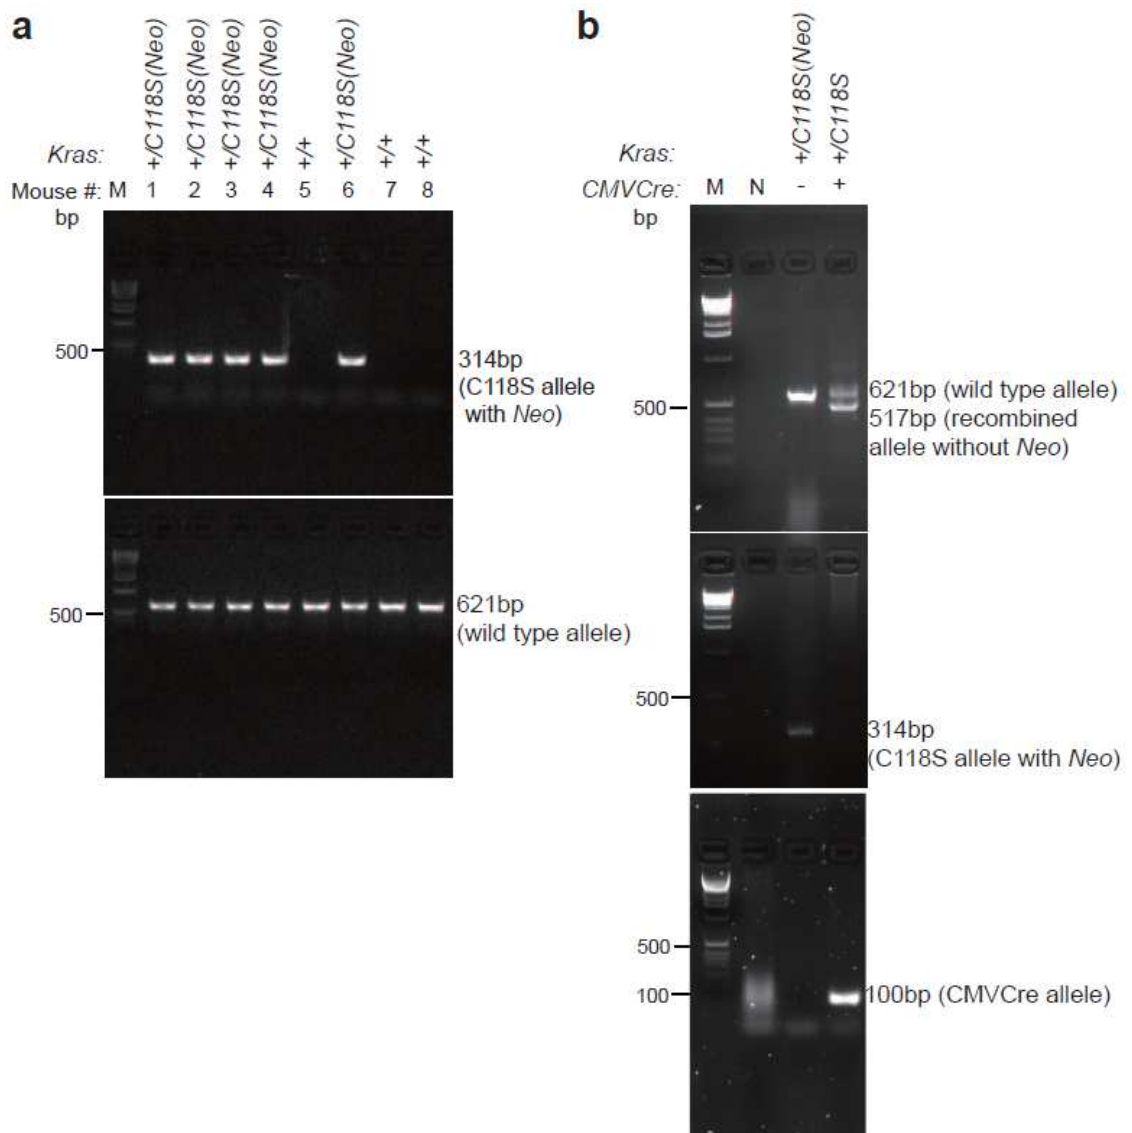 a
Kras: +/C118S(Neo) +/C118S(Neo) +/C118S(Neo) +/C118S(Neo) +/+ +/C118S(Neo) +/+ +/+
Mouse #: M 1 2 3 4 5 6 7 8
bp
500
314bp
(C118S allele
with Neo)
500
621bp
(wild type allele)
b
Kras: +/C118S(Neo) +/C118S
CMVCre: M N - +
bp
621bp (wild type allele)
500
517bp (recombined
allele without Neo)
500
314bp
(C118S allele with Neo)
500
100
100bp (CMVCre allele)